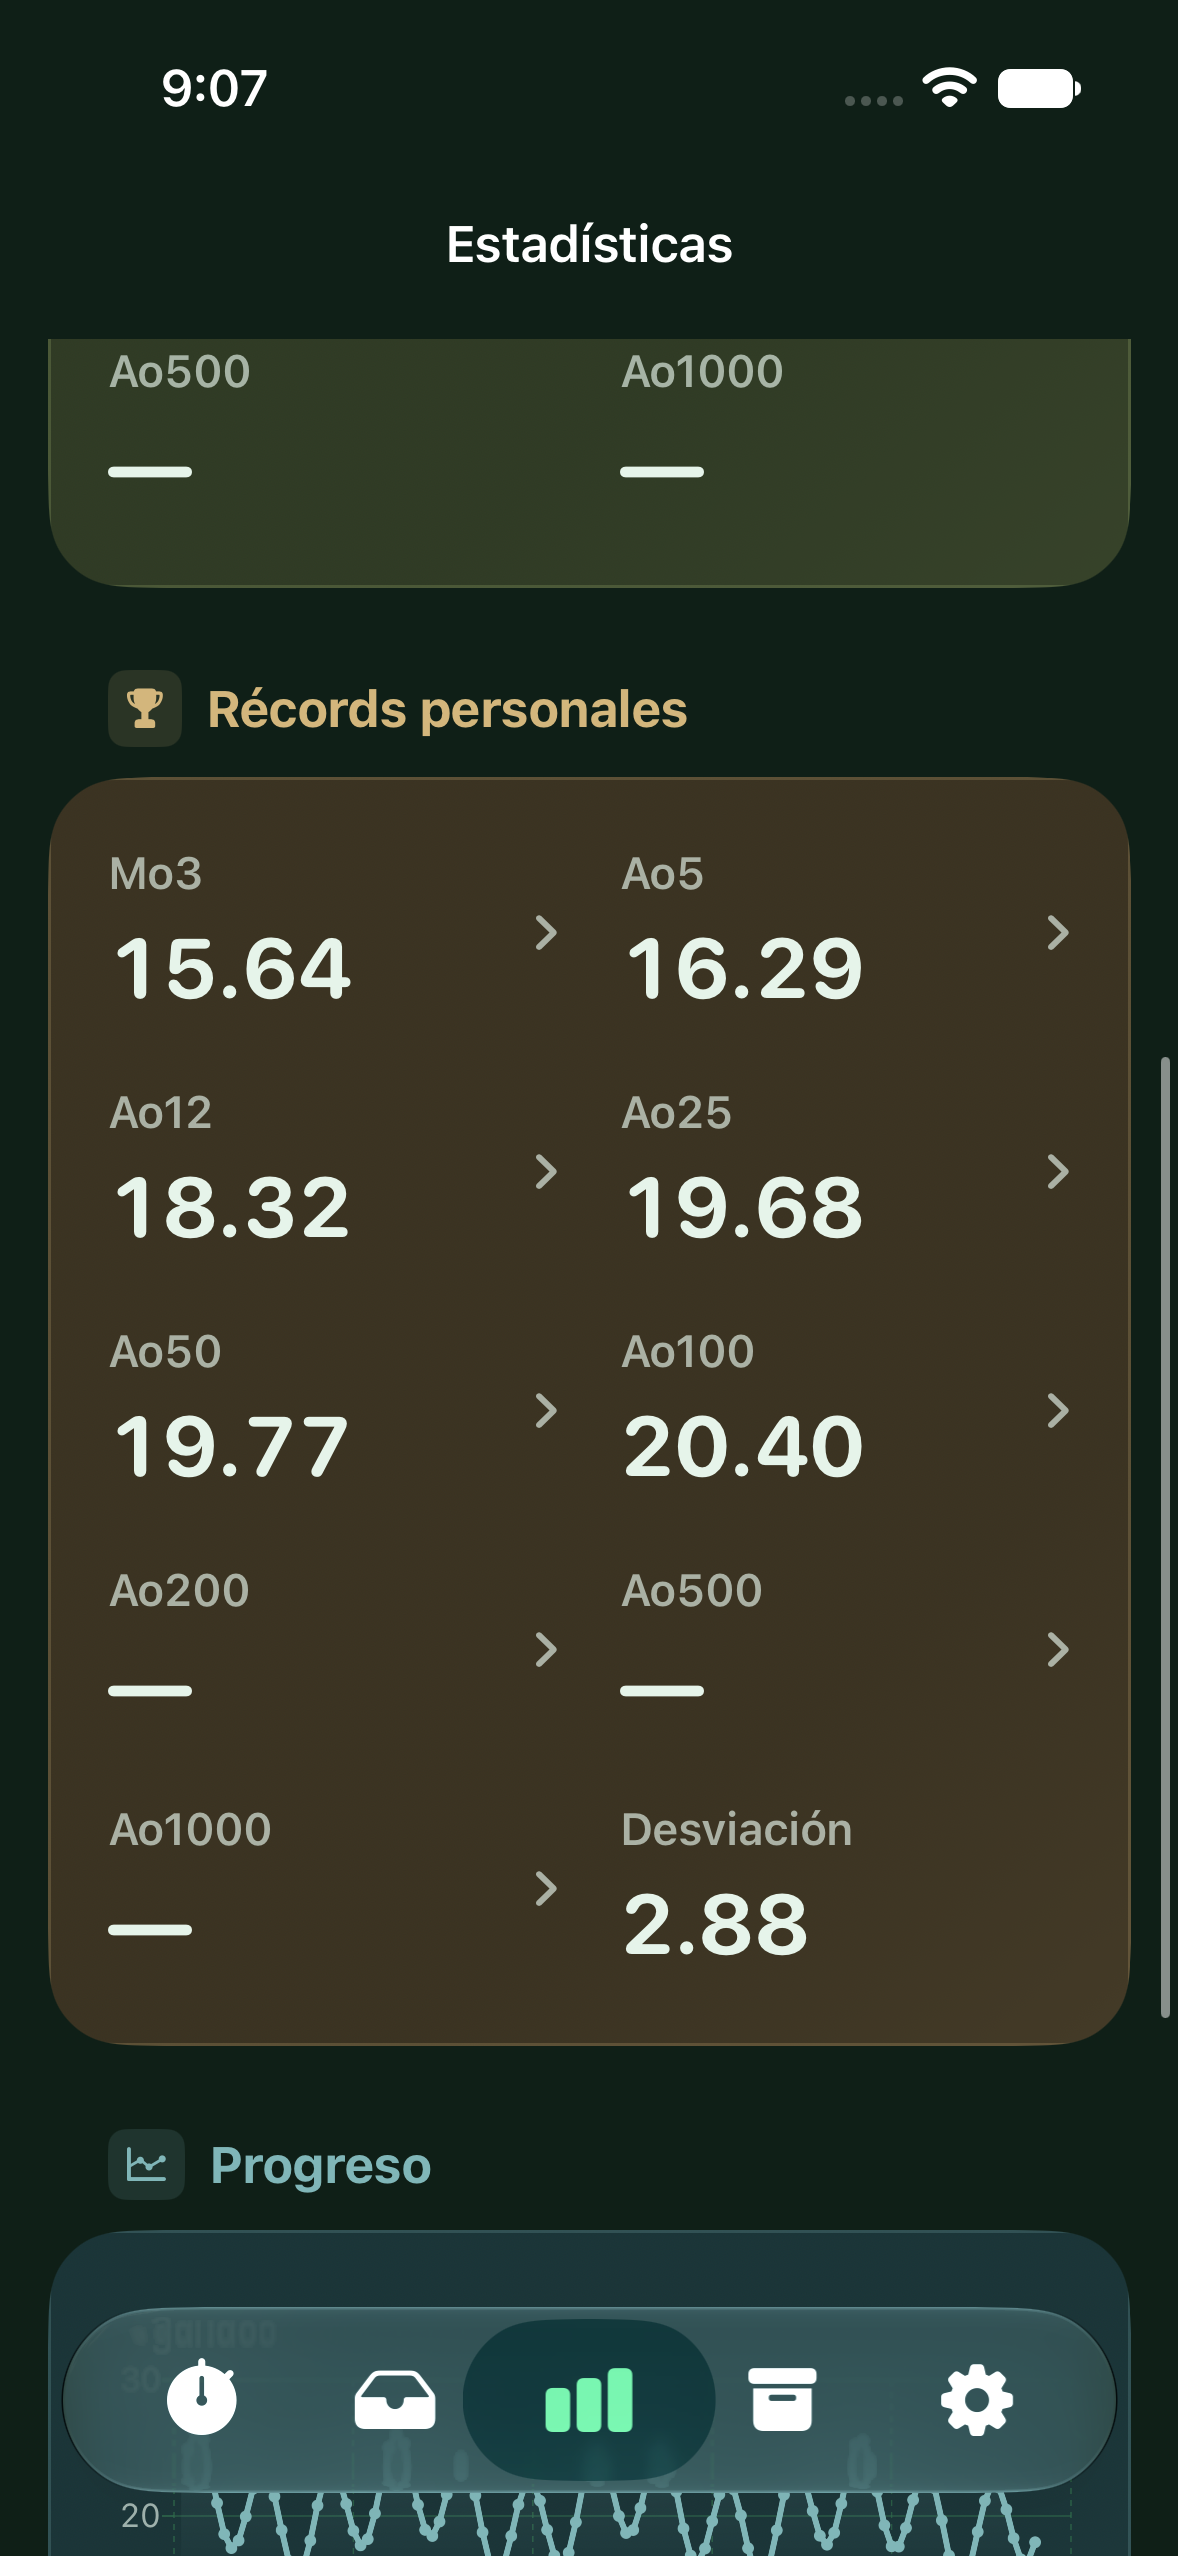 9:07
Estadísticas
Ao500 Ao1000
— —
Récords personales
Mo3 Ao5
15.64 16.29
Ao12 Ao25
18.32 19.68
Ao50 Ao100
19.77 20.40
Ao200 Ao500
— —
Ao1000 Desviación
— 2.88
Progreso
30
20